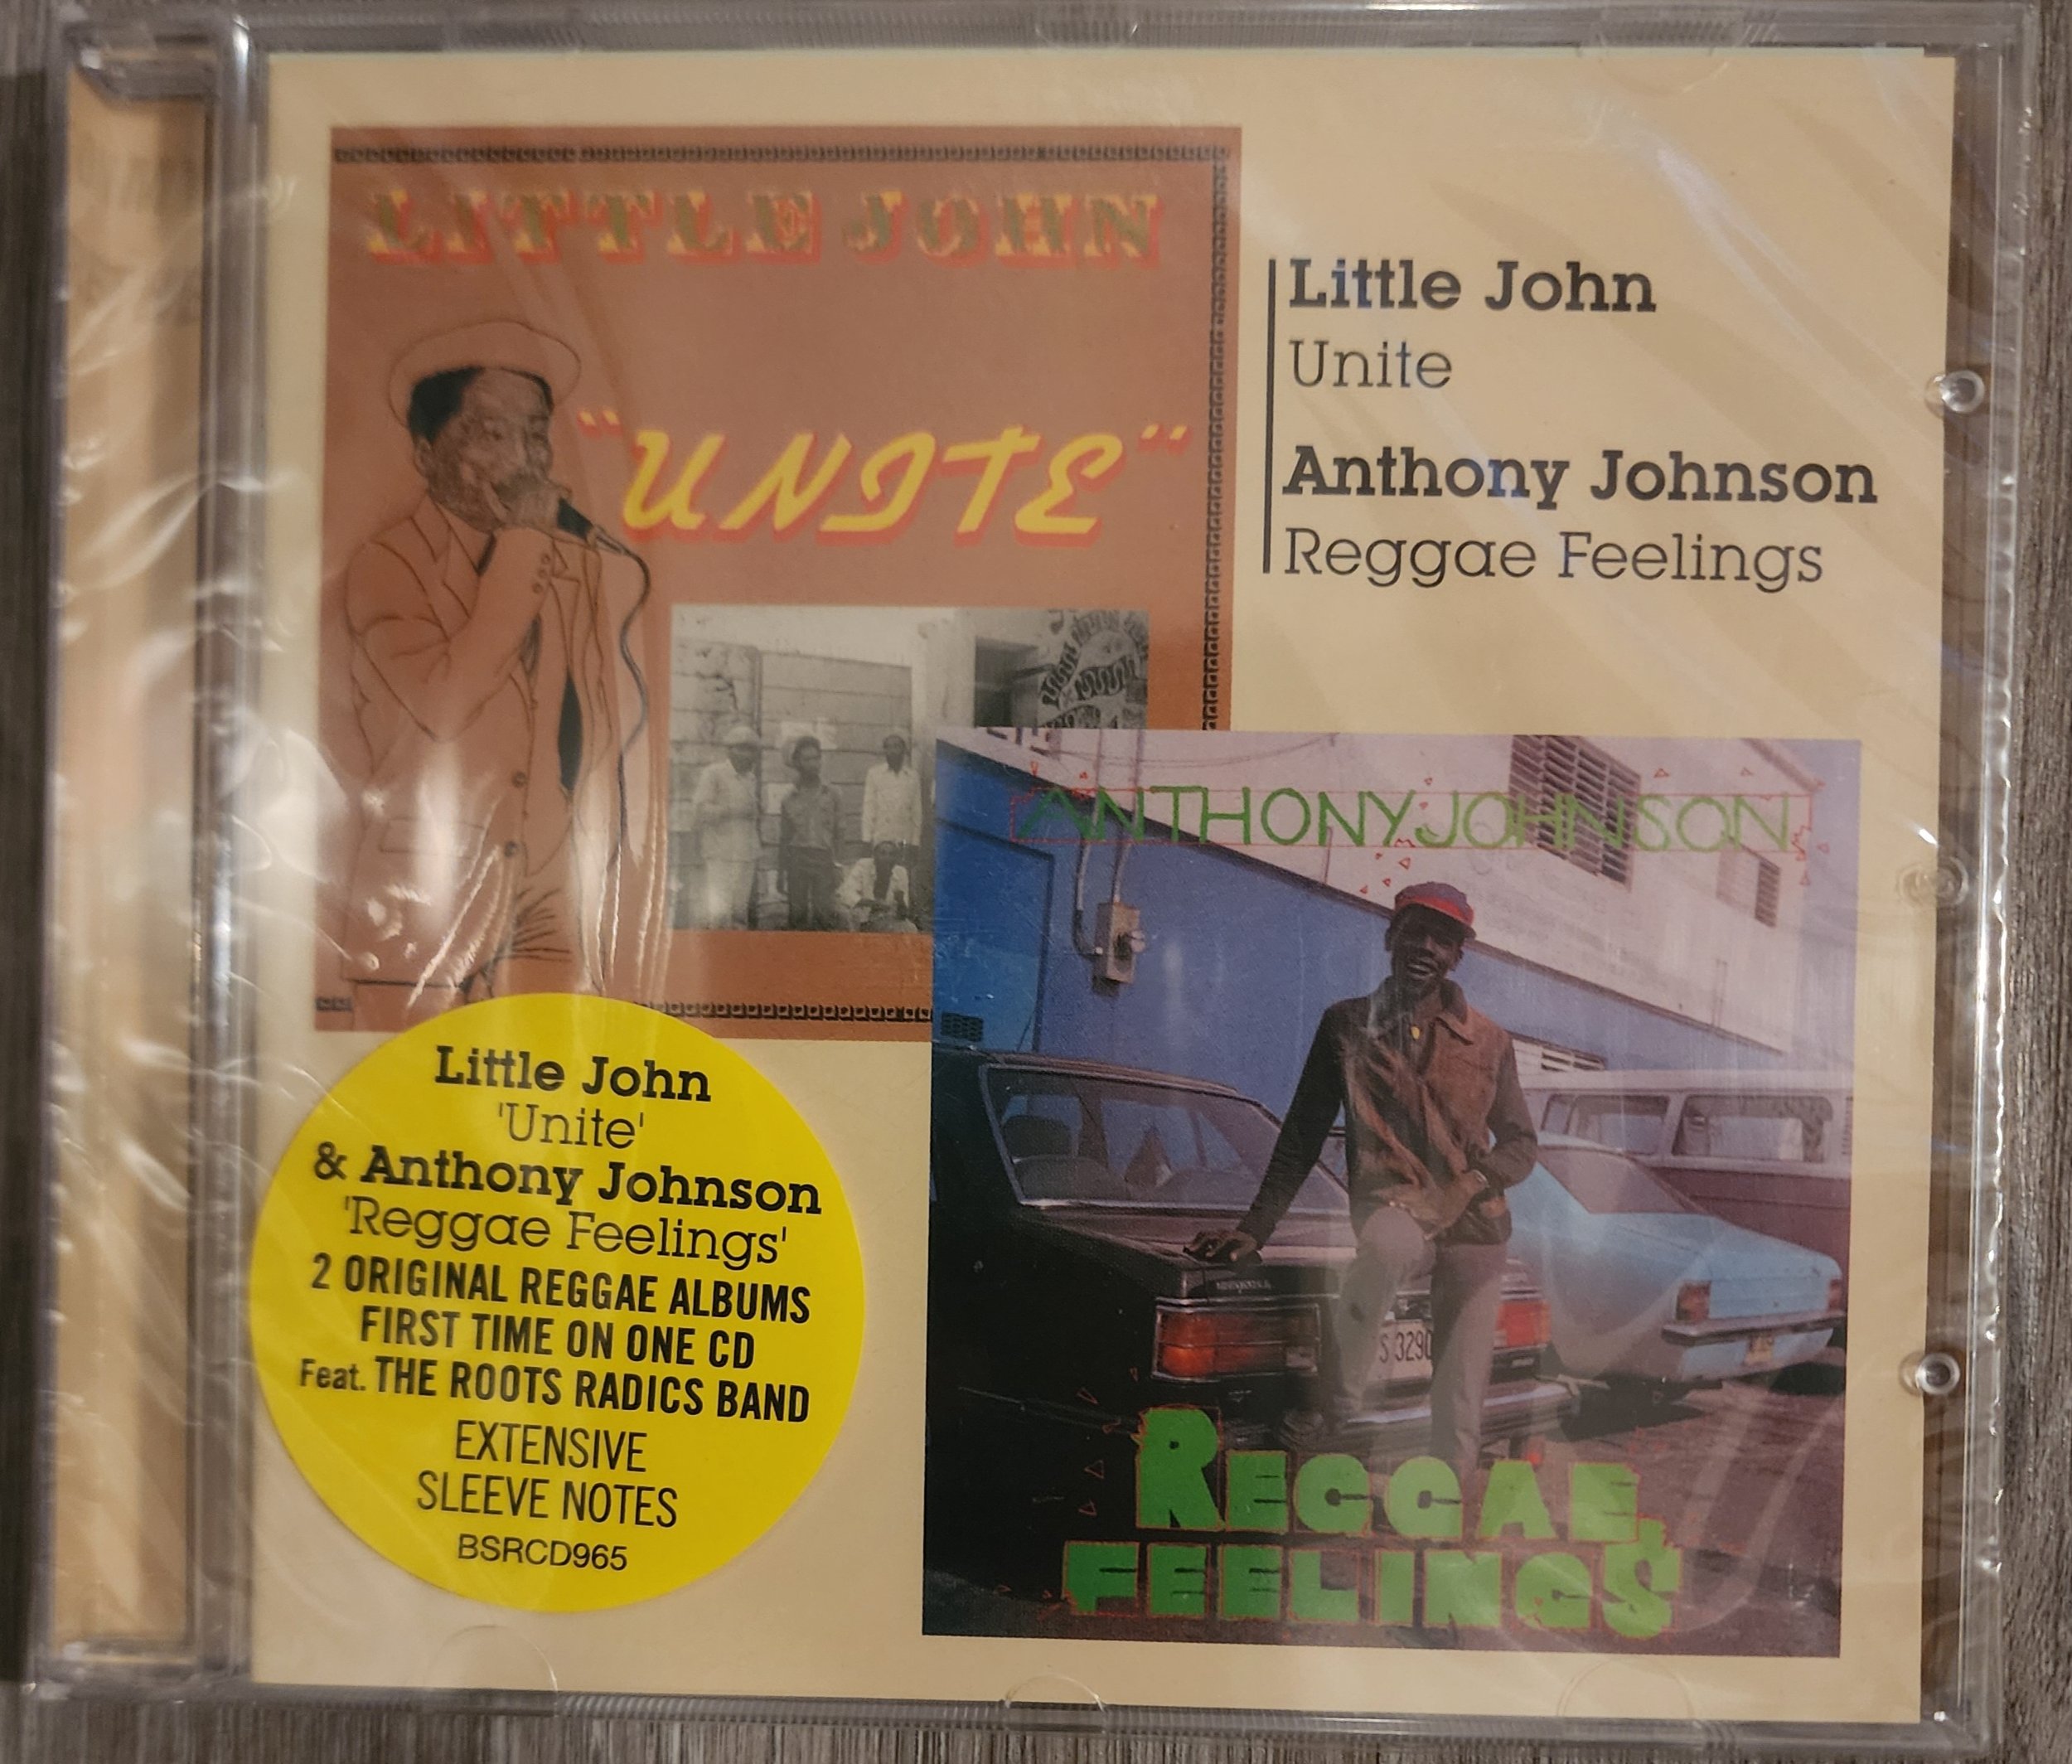 LITTLE JOHN
"UNITE"
Little John
Unite
Anthony Johnson
Reggae Feelings
ANTHONY JOHNSON
S 3290
REGGAE
FEELINGS
Little John
'Unite'
& Anthony Johnson
'Reggae Feelings'
2 ORIGINAL REGGAE ALBUMS
FIRST TIME ON ONE CD
Feat. THE ROOTS RADICS BAND
EXTENSIVE
SLEEVE NOTES
BSRCD965